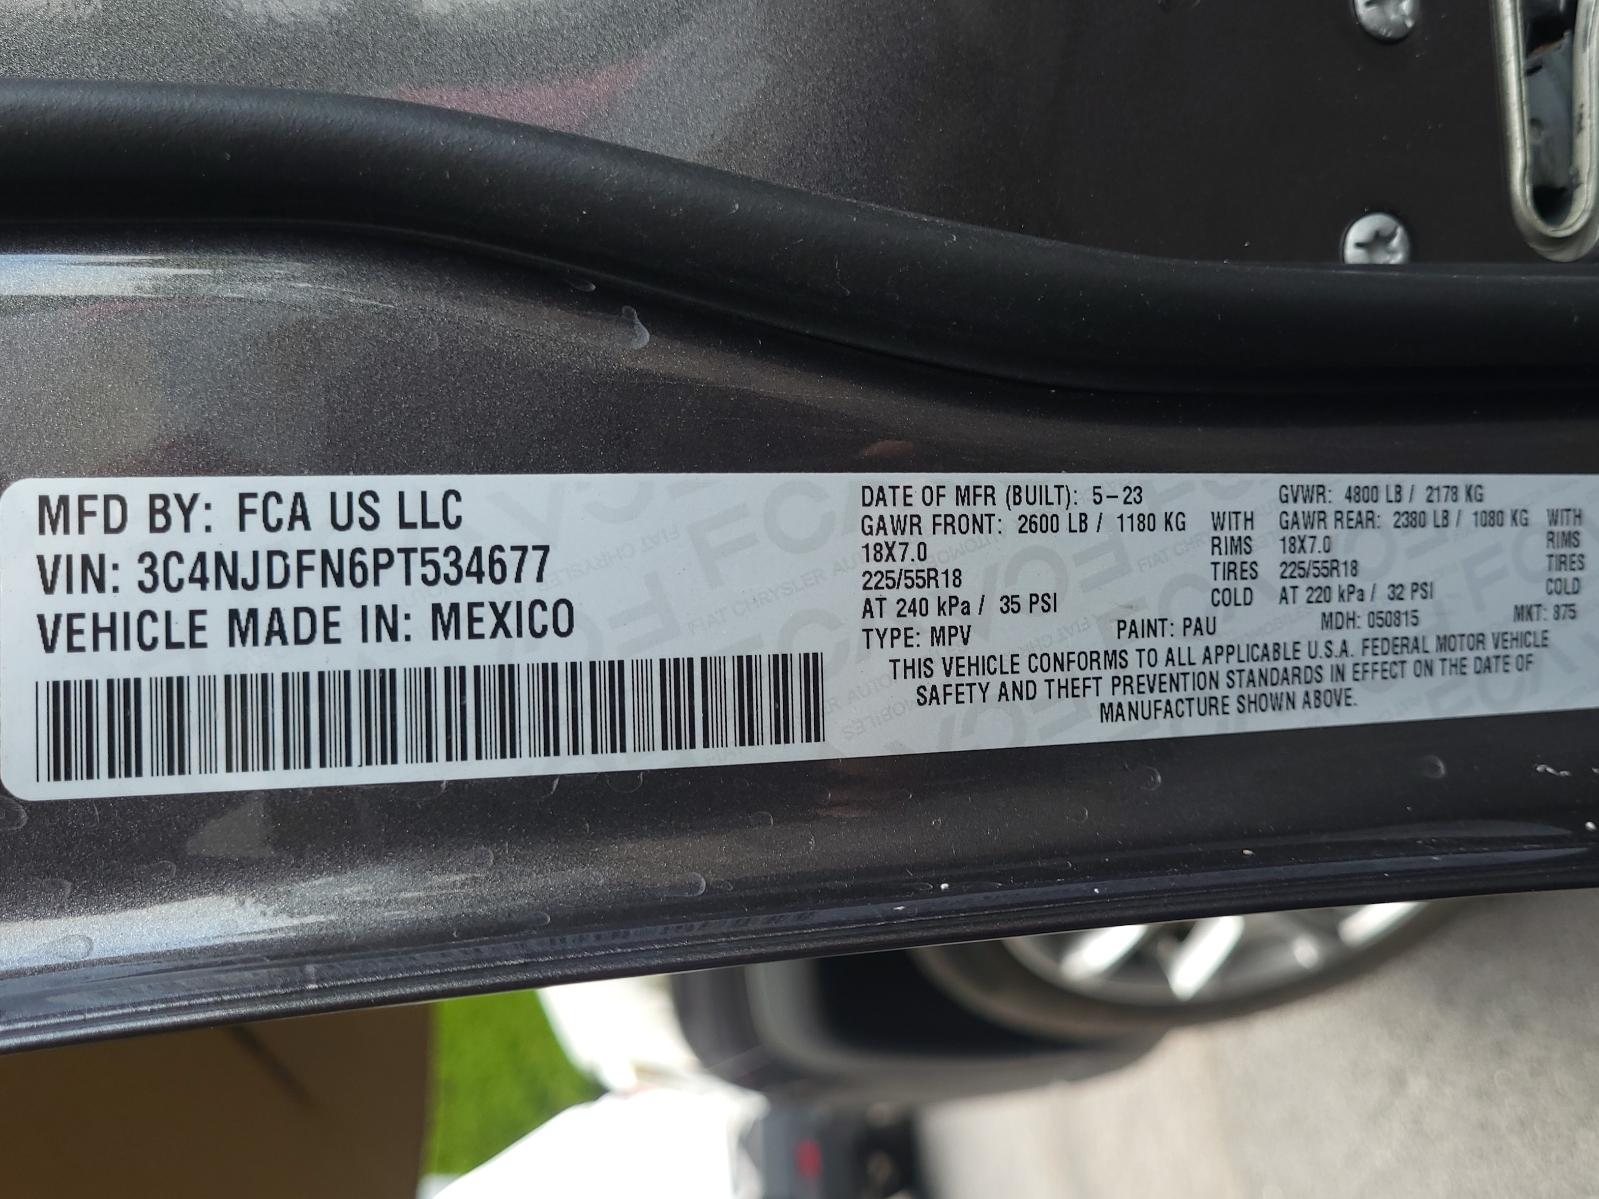 MFD BY: FCA US LLC
VIN: 3C4NJDFN6PT534677
VEHICLE MADE IN: MEXICO
DATE OF MFR (BUILT): 5-23
GVWR: 4800 LB / 2178 KG
GAWR FRONT: 2600 LB / 1180 KG WITH
18X7.0 RIMS
225/55R18 TIRES
AT 240 kPa / 35 PSI COLD
GAWR REAR: 2380 LB / 1080 KG WITH
18X7.0 RIMS
225/55R18 TIRES
AT 220 kPa / 32 PSI COLD
TYPE: MPV PAINT: PAU MDH: 050815 MKT: 875
THIS VEHICLE CONFORMS TO ALL APPLICABLE U.S.A. FEDERAL MOTOR VEHICLE
SAFETY AND THEFT PREVENTION STANDARDS IN EFFECT ON THE DATE OF
MANUFACTURE SHOWN ABOVE.